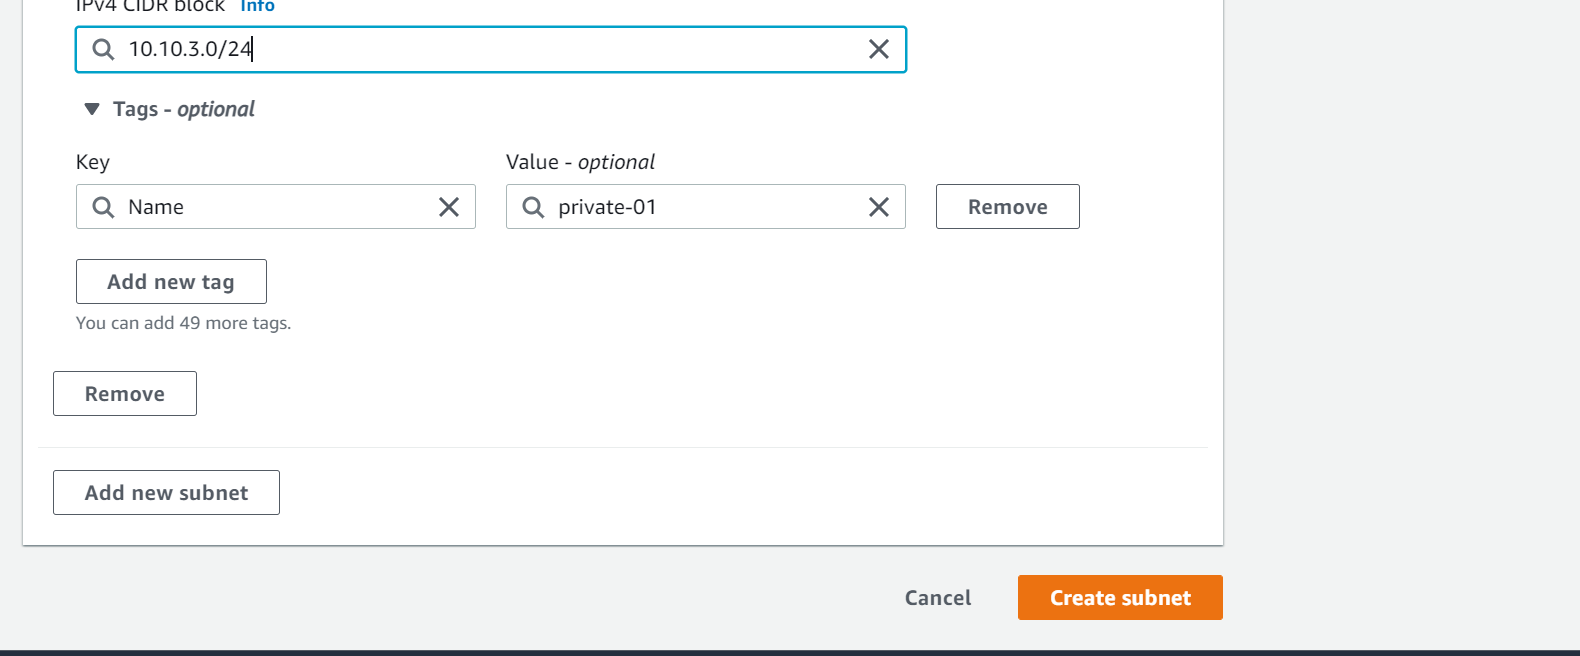 IPv4 CIDR block Info
10.10.3.0/24
Tags - optional
Key
Value - optional
Name
private-01
Remove
Add new tag
You can add 49 more tags.
Remove
Add new subnet
Cancel
Create subnet